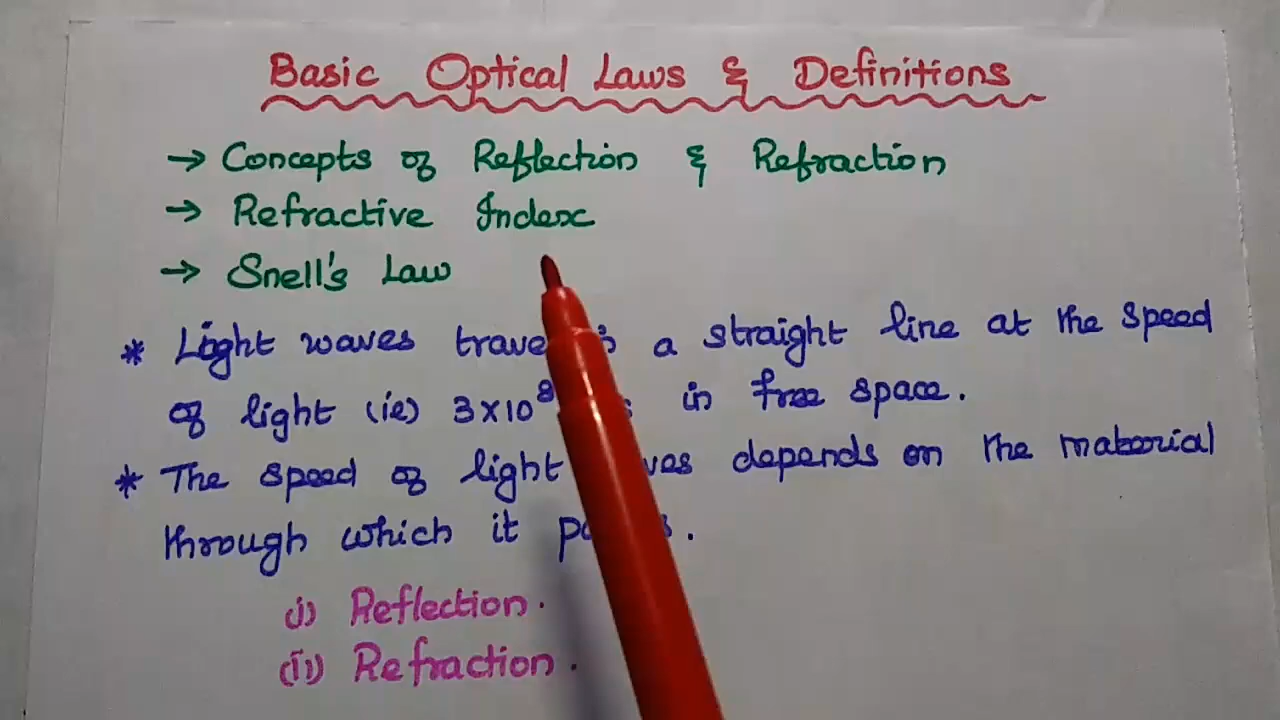 Basic Optical Laws & Definitions
→ Concepts of Reflection & Refraction
→ Refractive Index
→ Snell's Law
* Light waves a straight line at the speed
of light (ie) 3×10⁸ in free space.
* The speed of light depends on the material
through which it
(i) Reflection.
(ii) Refraction.